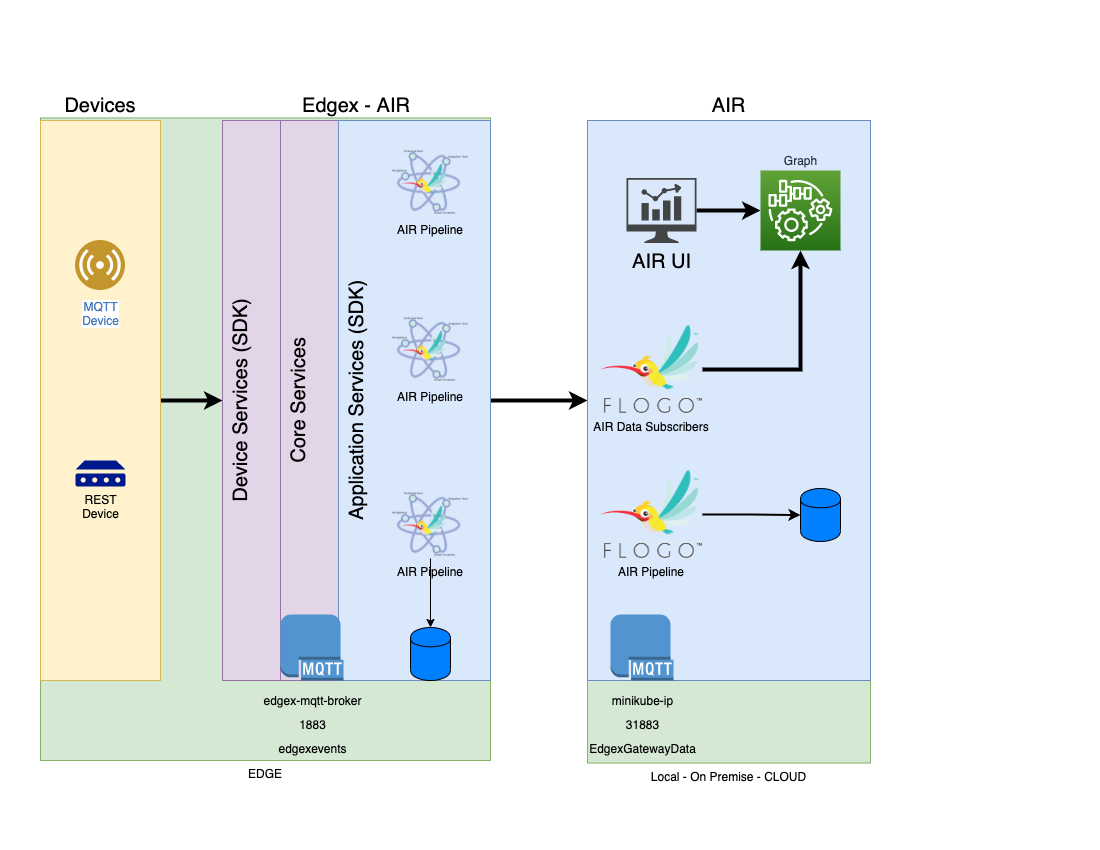 Devices
Edgex - AIR
AIR
MQTT
Device
REST
Device
Device Services (SDK)
Core Services
Application Services (SDK)
AIR Pipeline
AIR Pipeline
AIR Pipeline
MQTT
edgex-mqtt-broker
1883
edgexevents
EDGE
Graph
AIR UI
FLOGO™
AIR Data Subscribers
FLOGO™
AIR Pipeline
MQTT
minikube-ip
31883
EdgexGatewayData
Local - On Premise - CLOUD